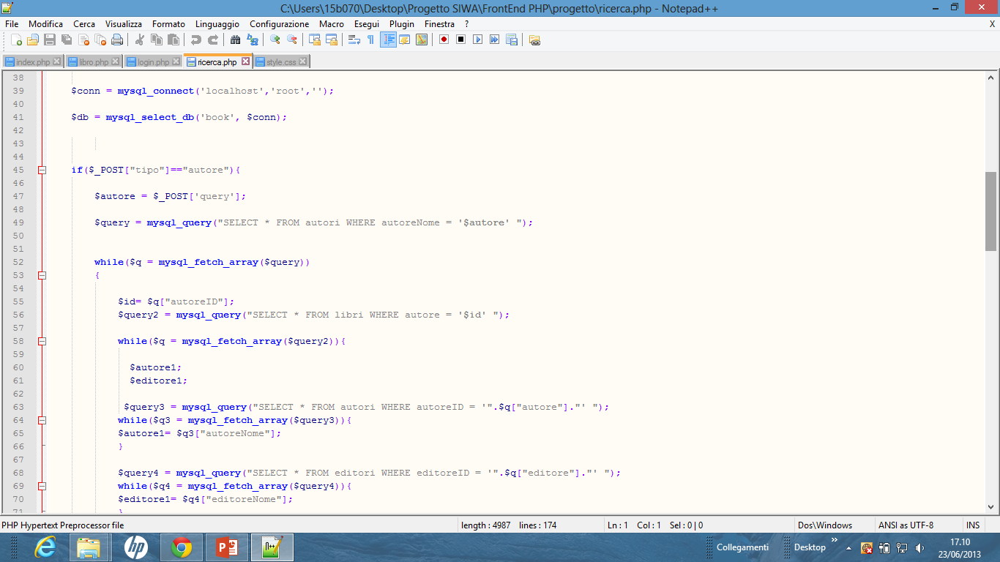 C:\Users\15b070\Desktop\Progetto SIWA\FrontEnd PHP\progetto\ricerca.php - Notepad++
File Modifica Cerca Visualizza Formato Linguaggio Configurazione Macro Esegui Plugin Finestra ? X
index.php libro.php login.php ricerca.php style.css
38
39 $conn = mysql_connect('localhost','root','');
40
41 $db = mysql_select_db('book', $conn);
42
43
44
45 if($_POST["tipo"]=="autore"){
46
47 $autore = $_POST['query'];
48
49 $query = mysql_query("SELECT * FROM autori WHERE autoreNome = '$autore' ");
50
51
52 while($q = mysql_fetch_array($query))
53 {
54
55 $id= $q["autoreID"];
56 $query2 = mysql_query("SELECT * FROM libri WHERE autore = '$id' ");
57
58 while($q = mysql_fetch_array($query2)){
59
60 $autore1;
61 $editore1;
62
63 $query3 = mysql_query("SELECT * FROM autori WHERE autoreID = '".$q["autore"]."' ");
64 while($q3 = mysql_fetch_array($query3)){
65 $autore1= $q3["autoreNome"];
66 }
67
68 $query4 = mysql_query("SELECT * FROM editori WHERE editoreID = '".$q["editore"]."' ");
69 while($q4 = mysql_fetch_array($query4)){
70 $editore1= $q4["editoreNome"];
71 }
PHP Hypertext Preprocessor file length : 4987 lines : 174 Ln : 1 Col : 1 Sel : 0 | 0 Dos\Windows ANSI as UTF-8 INS
Collegamenti Desktop 17.10
23/06/2013